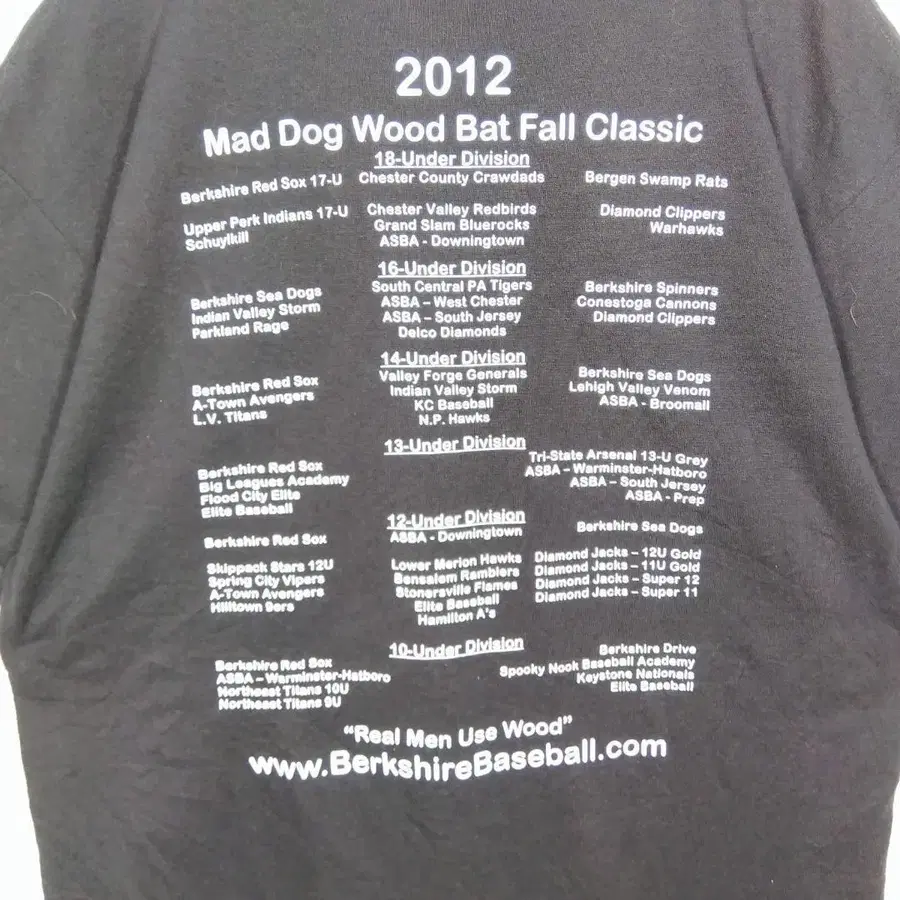 2012
Mad Dog Wood Bat Fall Classic
18-Under Division
Berkshire Red Sox 17-U Chester County Crawdads Bergen Swamp Rats
Upper Perk Indians 17-U Chester Valley Redbirds Diamond Clippers
Schuylkill Grand Slam Bluerocks Warhawks
ASBA - Downingtown
16-Under Division
South Central PA Tigers
Berkshire Sea Dogs ASBA – West Chester Berkshire Spinners
Indian Valley Storm ASBA – South Jersey Conestoga Cannons
Parkland Rage Delco Diamonds Diamond Clippers
14-Under Division
Valley Forge Generals
Berkshire Red Sox Indian Valley Storm Berkshire Sea Dogs
A-Town Avengers KC Baseball Lehigh Valley Venom
L.V. Titans N.P. Hawks ASBA - Broomall
13-Under Division
Berkshire Red Sox Tri-State Arsenal 13-U Grey
Big Leagues Academy ASBA – Warminster-Hatboro
Flood City Elite ASBA – South Jersey
Elite Baseball ASBA - Prep
12-Under Division
Berkshire Red Sox ASBA - Downingtown Berkshire Sea Dogs
Skippack Stars 12U Lower Merion Hawks Diamond Jacks – 12U Gold
Spring City Vipers Bensalem Ramblers Diamond Jacks – 11U Gold
A-Town Avengers Stonersville Flames Diamond Jacks – Super 12
Hilltown 9ers Elite Baseball Diamond Jacks – Super 11
Hamilton A's
10-Under Division
Berkshire Red Sox Berkshire Drive
ASBA – Warminster-Hatboro Spooky Nook Baseball Academy
Northeast Titans 10U Keystone Nationals
Northeast Titans 9U Elite Baseball
“Real Men Use Wood”
www.BerkshireBaseball.com